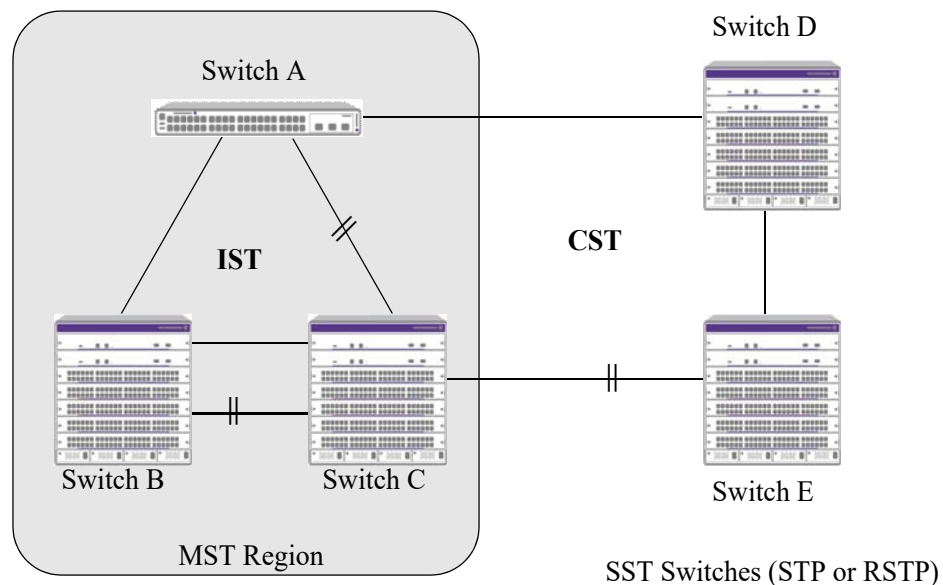 Switch D
Switch A
IST
CST
Switch B
Switch C
Switch E
MST Region
SST Switches (STP or RSTP)